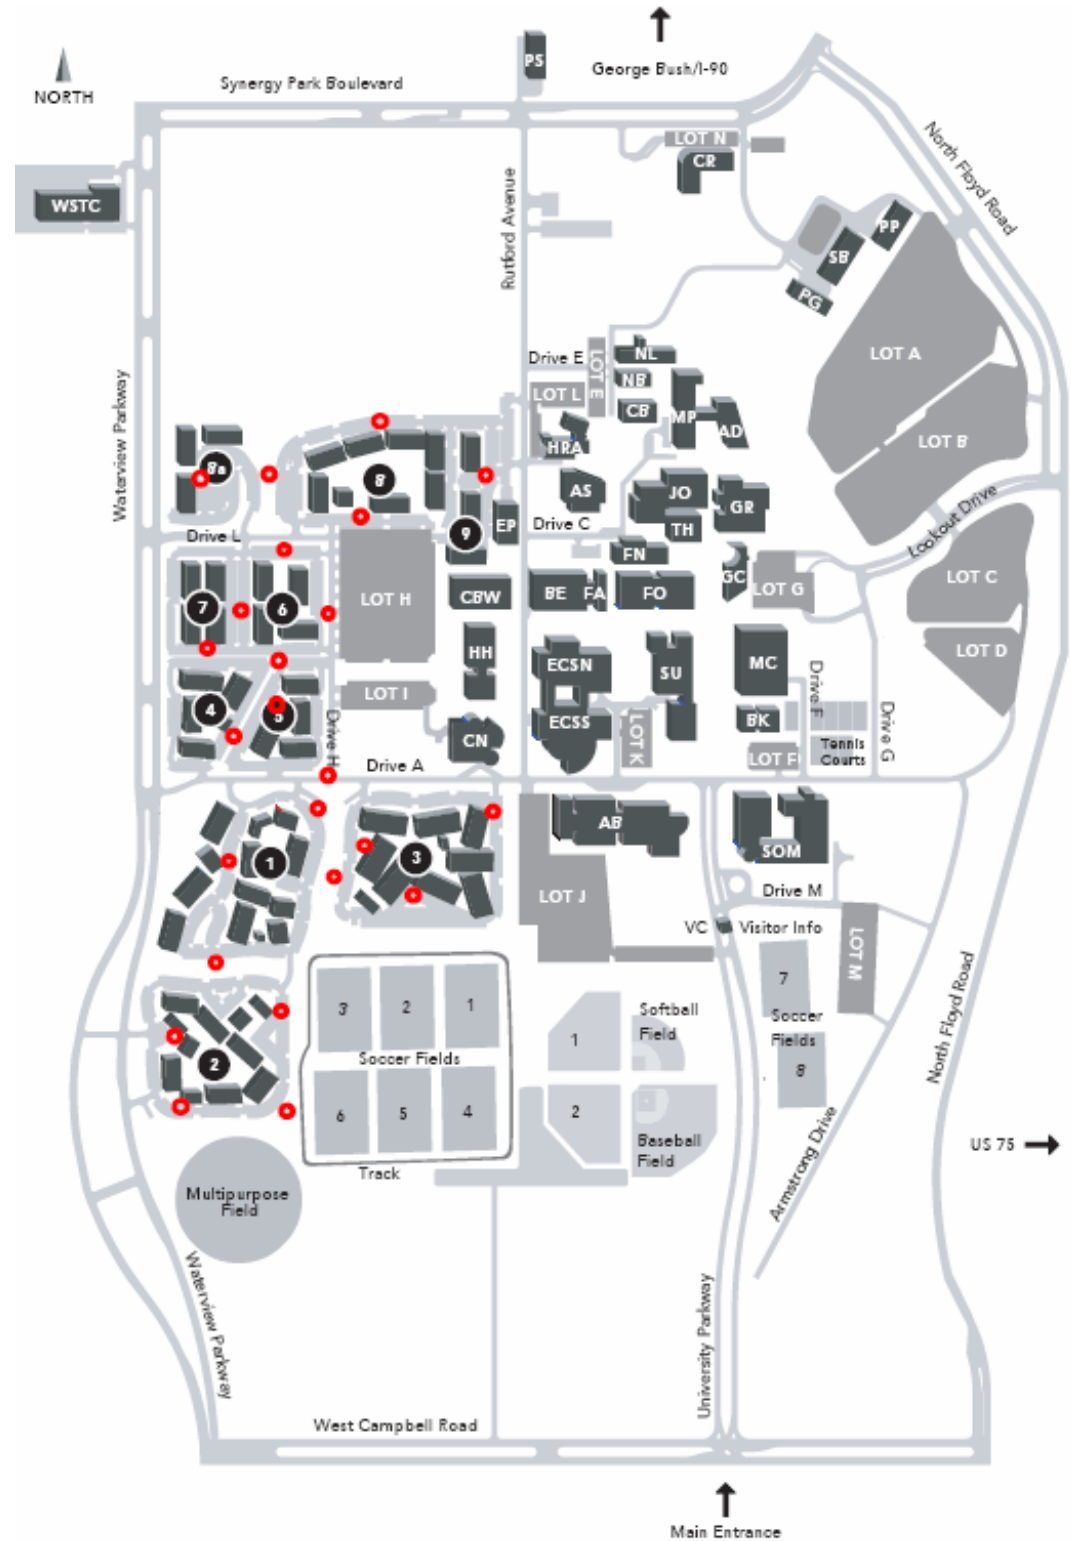 George Bush/I-90
PS
NORTH
Synergy Park Boulevard
LOT N
CR
North Floyd Road
WSTC
Rutford Avenue
PP
SB
PG
LOT A
Drive E
LOT E
NL
NB
LOT L
CB
MP
AD
LOT B
Waterview Parkway
HRA
8a
8
AS
JO
GR
EP
9
Drive C
TH
Lookout Drive
Drive L
FN
GC
LOT G
LOT C
7
6
LOT H
CBW
BE
FA
FO
HH
ECSN
SU
MC
LOT D
4
5
LOT I
Drive H
CN
ECSS
LOT K
BK
Drive F
Drive G
Tennis
Courts
LOT F
Drive A
1
3
AB
SOM
LOT J
Drive M
VC
Visitor Info
LOT M
2
3
2
1
Soccer Fields
6
5
4
Track
1
Softball
Field
2
Baseball
Field
7
Soccer
Fields
8
North Floyd Road
Armstrong Drive
US 75
Multipurpose
Field
Waterview Parkway
University Parkway
West Campbell Road
Main Entrance